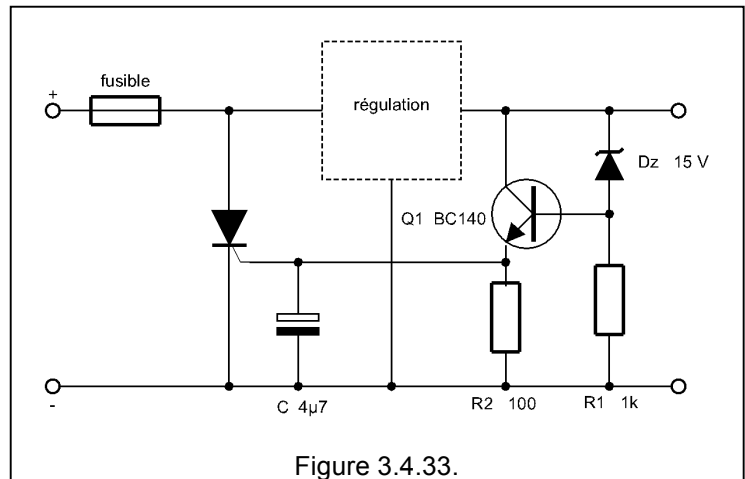 fusible
+
régulation
Dz 15 V
Q1 BC140
-
C 4µ7
R2 100
R1 1k
Figure 3.4.33.